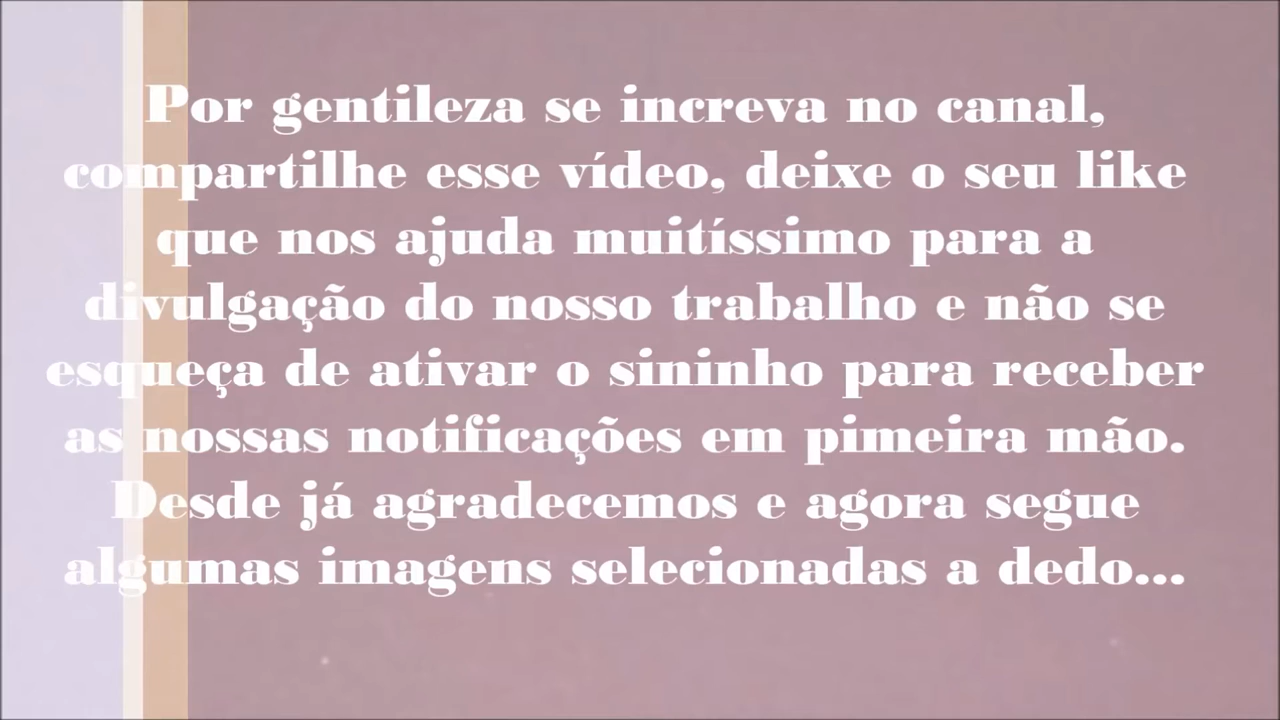 Por gentileza se increva no canal,
compartilhe esse vídeo, deixe o seu like
que nos ajuda muitíssimo para a
divulgação do nosso trabalho e não se
esqueça de ativar o sininho para receber
as nossas notificações em pimeira mão.
Desde já agradecemos e agora segue
algumas imagens selecionadas a dedo...